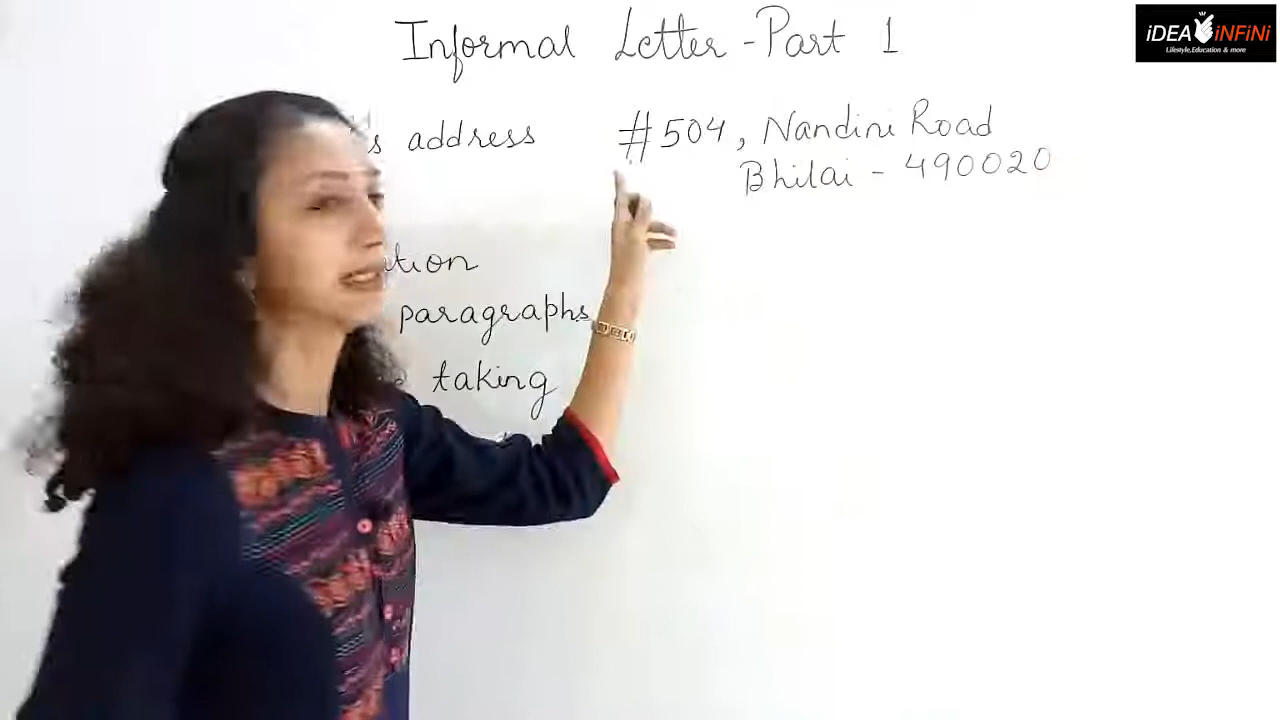 Informal Letter - Part 1
address
#504, Nandini Road
Bhilai - 490020
paragraphs
taking
iDEA iNFiNi
Lifestyle,Education & more